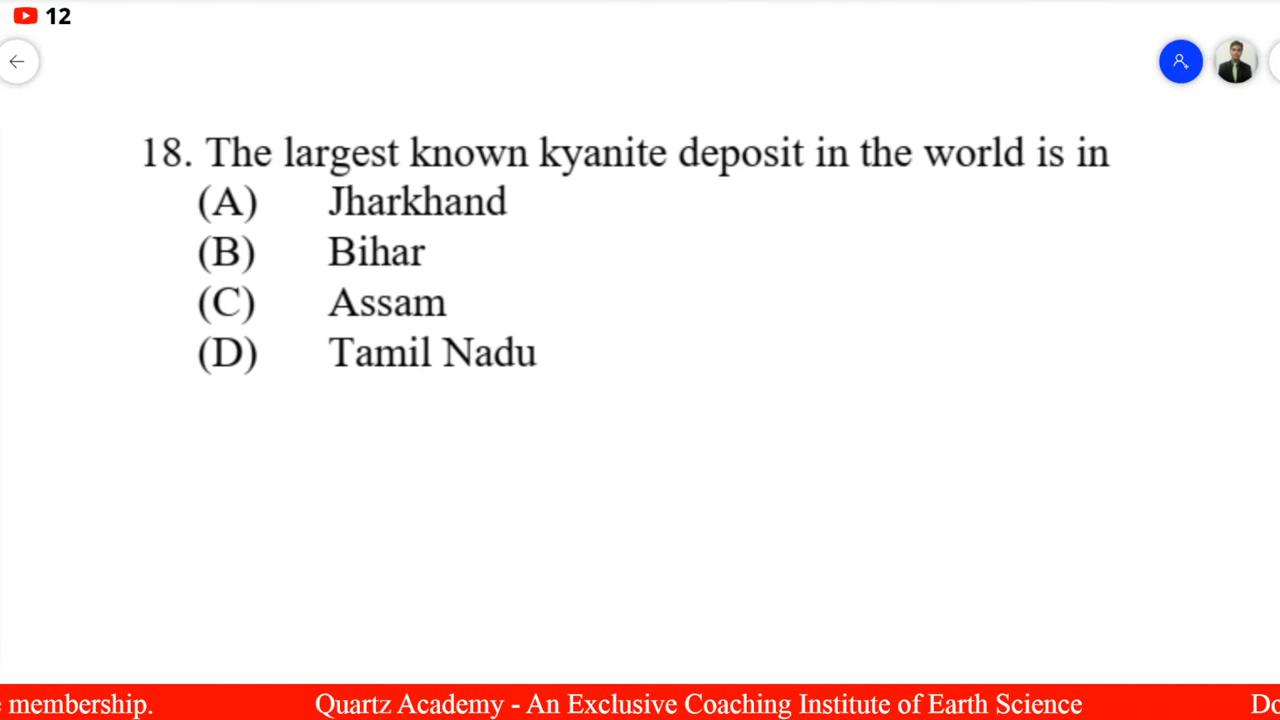 12
18. The largest known kyanite deposit in the world is in
(A) Jharkhand
(B) Bihar
(C) Assam
(D) Tamil Nadu
membership. Quartz Academy - An Exclusive Coaching Institute of Earth Science